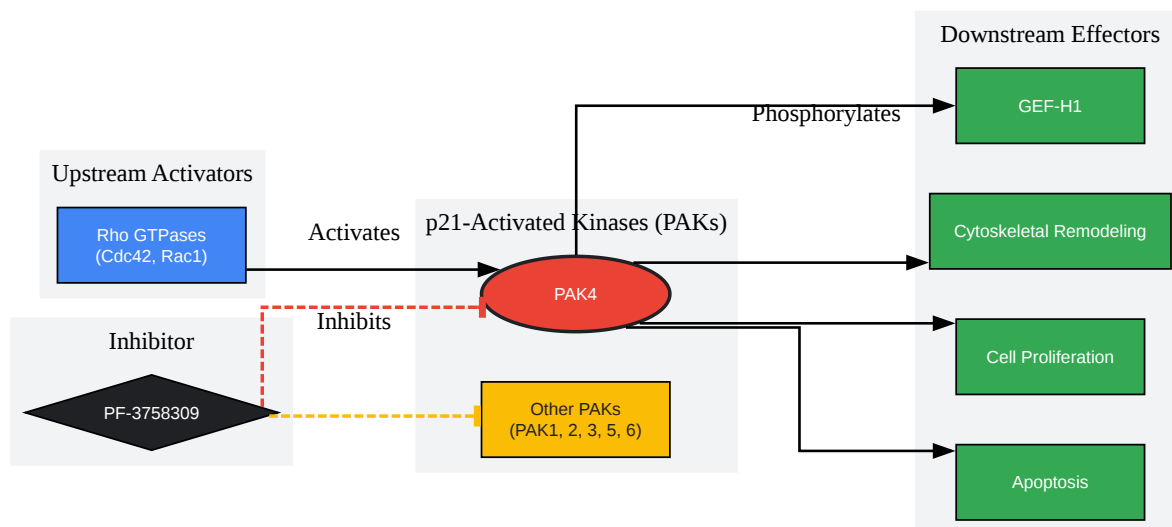 Downstream Effectors
GEF-H1
Phosphorylates
Upstream Activators
Rho GTPases
(Cdc42, Rac1)
Activates
p21-Activated Kinases (PAKs)
Cytoskeletal Remodeling
PAK4
Inhibits
Inhibitor
PF-3758309
Cell Proliferation
Other PAKs
(PAK1, 2, 3, 5, 6)
Apoptosis